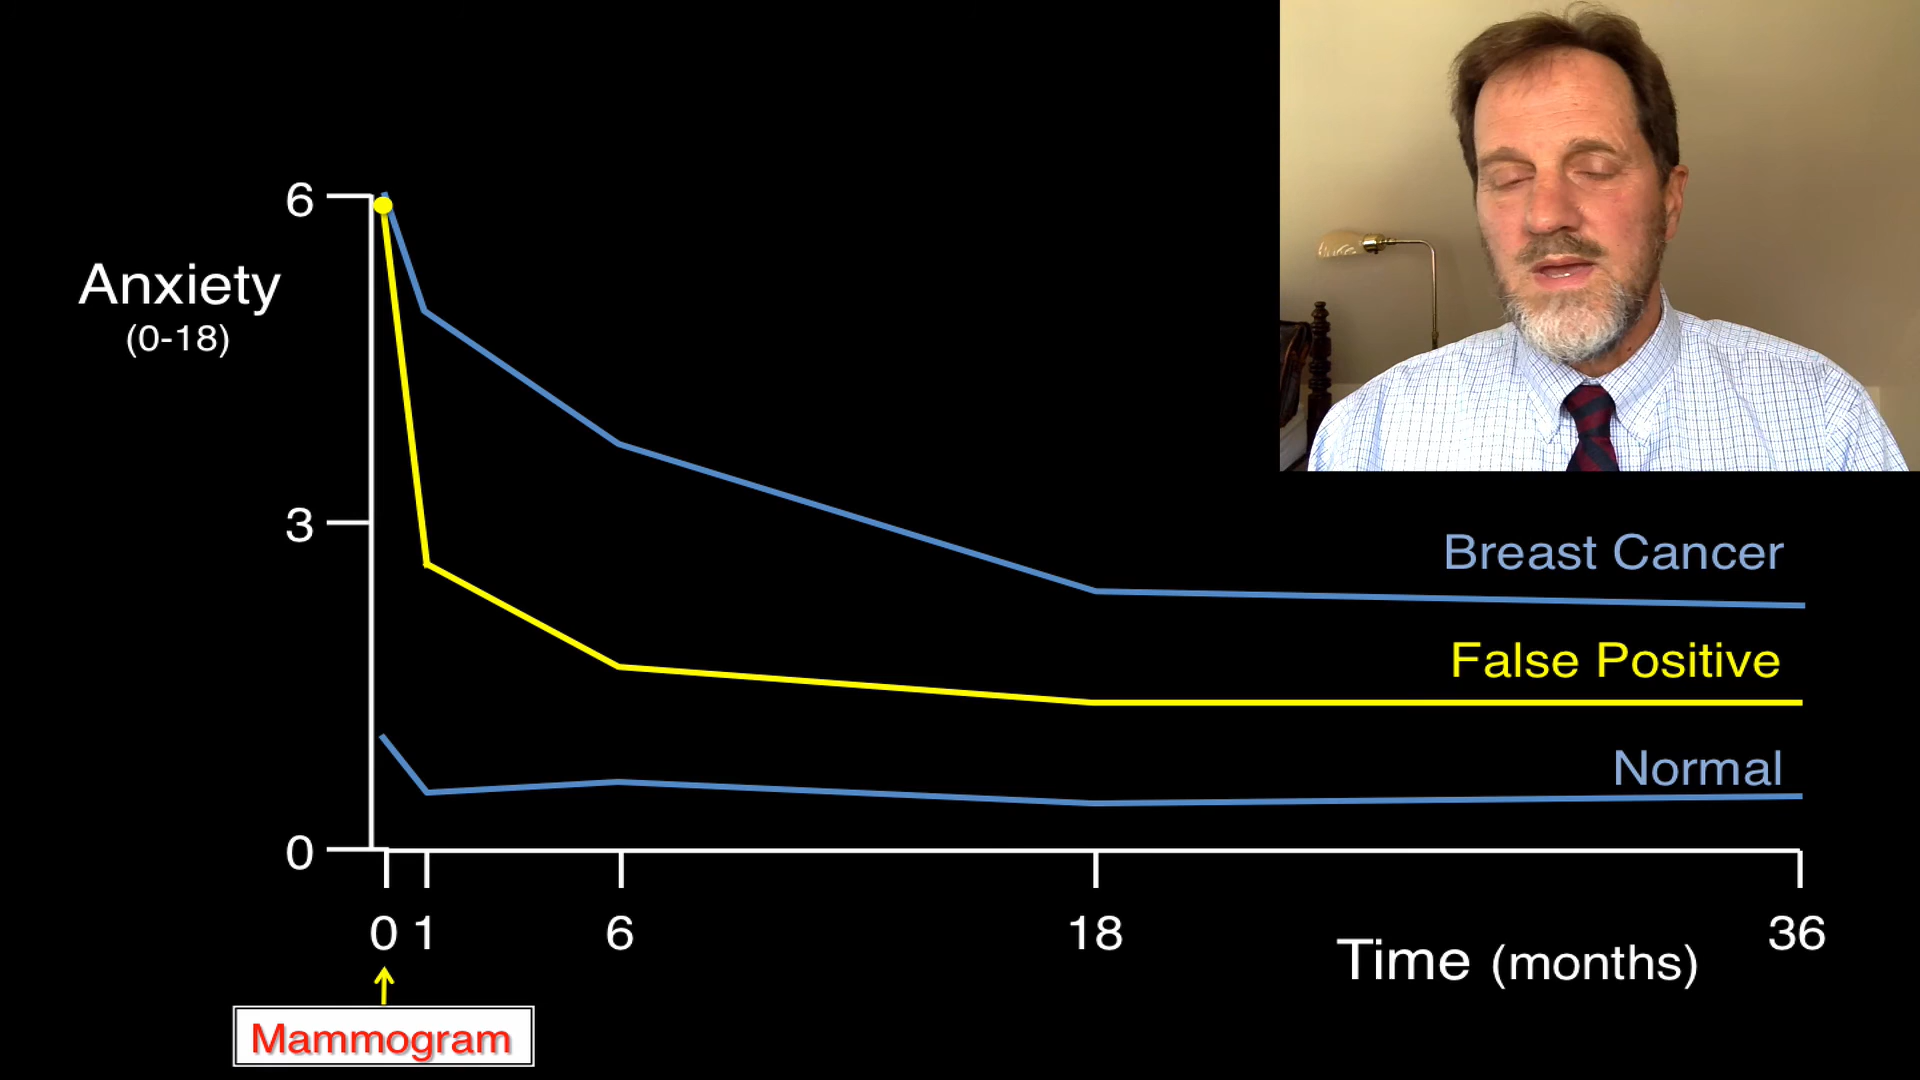 6
Anxiety
(0-18)
3
Breast Cancer
False Positive
Normal
0
0 1 6 18 36
Time (months)
Mammogram